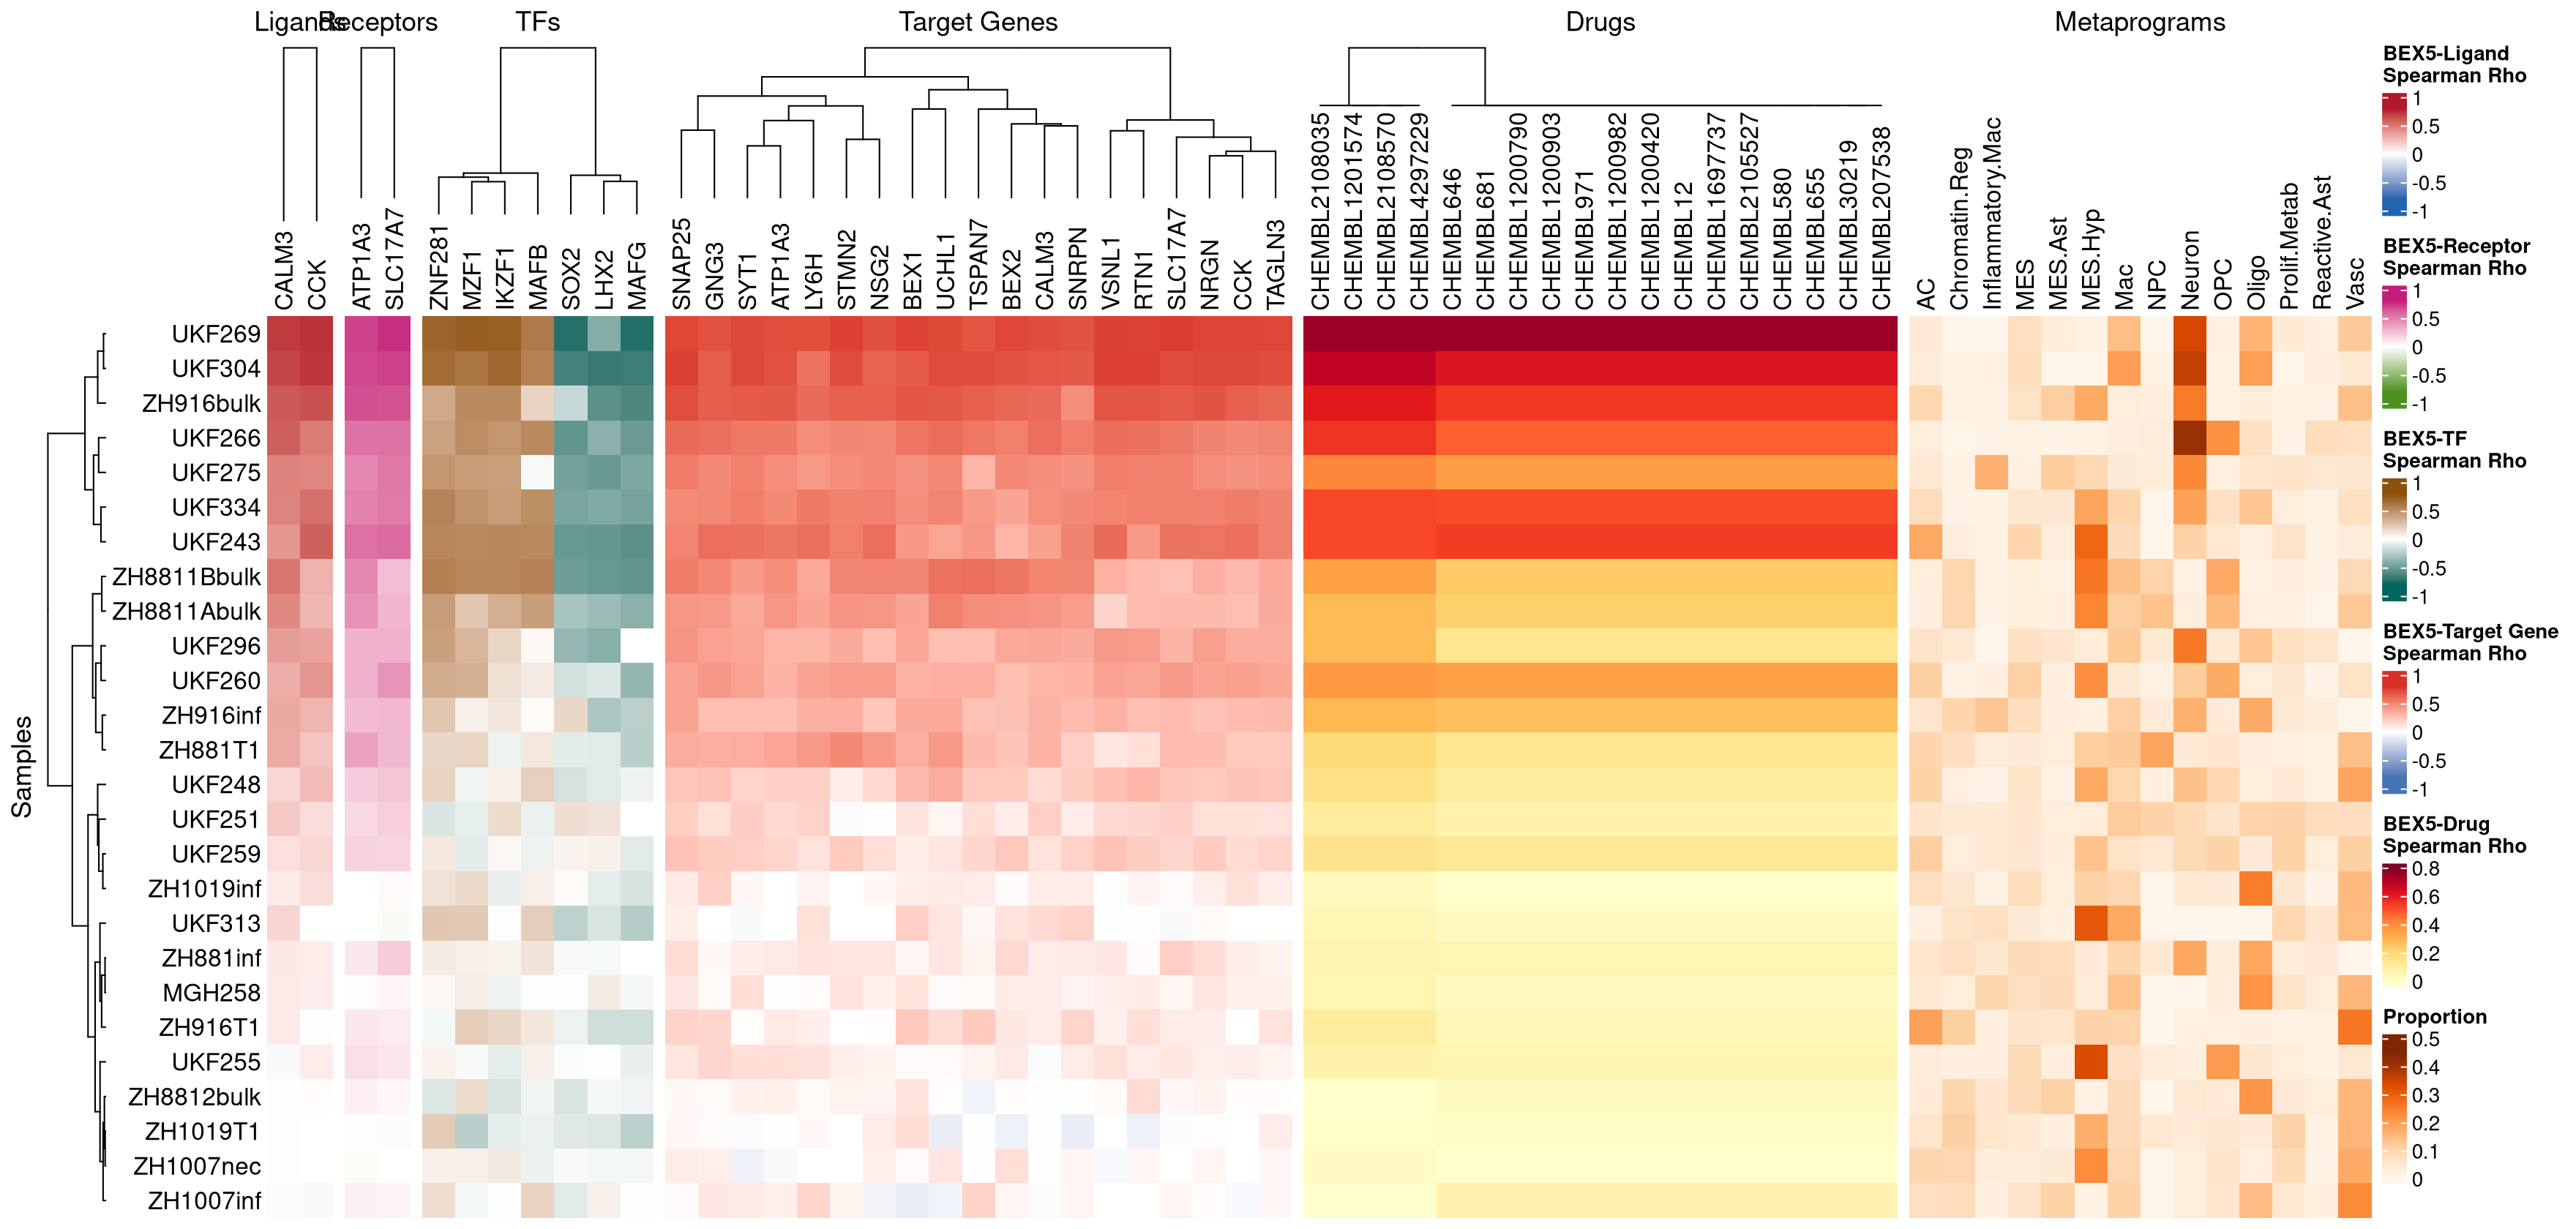 Ligands Receptors TFs Target Genes Drugs Metaprograms
CALM3
CCK
ATP1A3
SLC17A7
ZNF281
MZF1
IKZF1
MAFB
SOX2
LHX2
MAFG
SNAP25
GNG3
SYT1
ATP1A3
LY6H
STMN2
NSG2
BEX1
UCHL1
TSPAN7
BEX2
CALM3
SNRPN
VSNL1
RTN1
SLC17A7
NRGN
CCK
TAGLN3
CHEMBL2108035
CHEMBL1201574
CHEMBL2108570
CHEMBL4297229
CHEMBL646
CHEMBL681
CHEMBL1200790
CHEMBL1200903
CHEMBL971
CHEMBL1200982
CHEMBL1200420
CHEMBL12
CHEMBL1697737
CHEMBL2105527
CHEMBL580
CHEMBL655
CHEMBL30219
CHEMBL207538
AC
Chromatin.Reg
Inflammatory.Mac
MES
MES.Ast
MES.Hyp
Mac
NPC
Neuron
OPC
Oligo
Prolif.Metab
Reactive.Ast
Vasc
Samples
UKF269
UKF304
ZH916bulk
UKF266
UKF275
UKF334
UKF243
ZH8811Bbulk
ZH8811Abulk
UKF296
UKF260
ZH916inf
ZH881T1
UKF248
UKF251
UKF259
ZH1019inf
UKF313
ZH881inf
MGH258
ZH916T1
UKF255
ZH8812bulk
ZH1019T1
ZH1007nec
ZH1007inf
BEX5-Ligand
Spearman Rho
1
0.5
0
-0.5
-1
BEX5-Receptor
Spearman Rho
1
0.5
0
-0.5
-1
BEX5-TF
Spearman Rho
1
0.5
0
-0.5
-1
BEX5-Target Gene
Spearman Rho
1
0.5
0
-0.5
-1
BEX5-Drug
Spearman Rho
0.8
0.6
0.4
0.2
0
Proportion
0.5
0.4
0.3
0.2
0.1
0